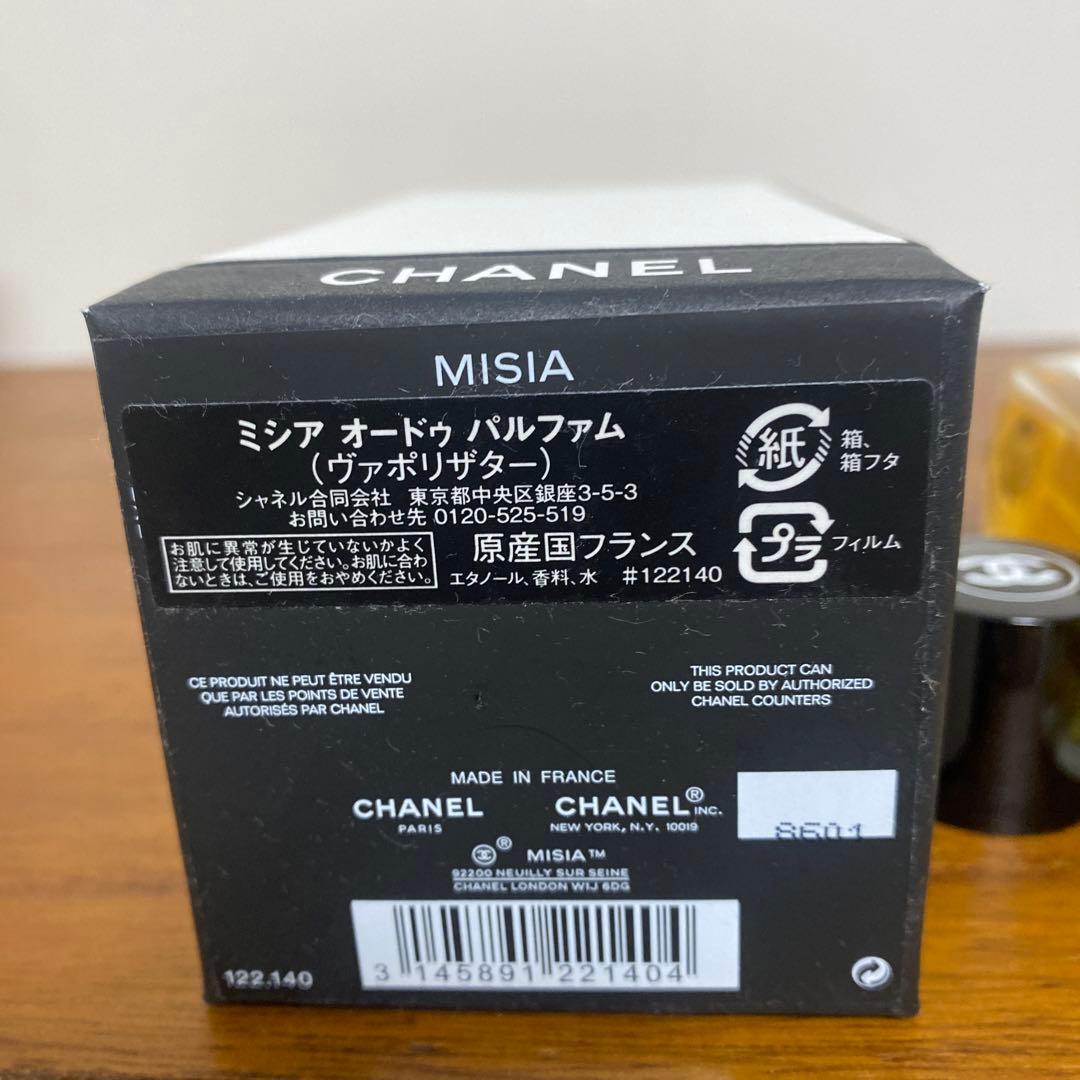 CHANEL
MISIA
ミシア オードゥ パルファム
(ヴァポリザター)
シャネル合同会社 東京都中央区銀座3-5-3
お問い合わせ先 0120-525-519
お肌に異常が生じていないかよく
注意して使用してください。お肌に合わ
ないときは、ご使用をおやめください。
原産国フランス
エタノール、香料、水 #122140
紙
箱、
箱フタ
プラ
フィルム
CE PRODUIT NE PEUT ÊTRE VENDU
QUE PAR LES POINTS DE VENTE
AUTORISÉS PAR CHANEL
THIS PRODUCT CAN
ONLY BE SOLD BY AUTHORIZED
CHANEL COUNTERS
MADE IN FRANCE
CHANEL
PARIS
CHANEL® INC.
NEW YORK, N.Y. 10019
8601
® MISIA™
92200 NEUILLY SUR SEINE
CHANEL LONDON W1J 6DG
3 145891 221404
122.140